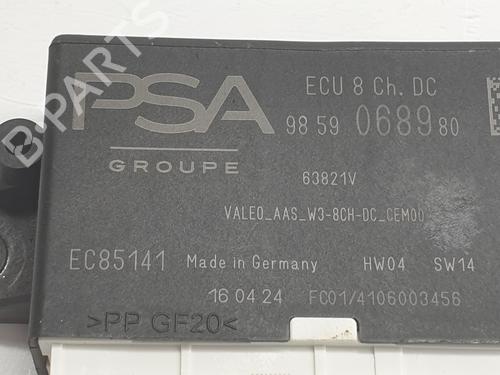 PSA
GROUPE
ECU 8 Ch. DC
98 59 0689 80
63821V
VALEO_AAS_W3-8CH-DC_CEM00
EC85141 Made in Germany HW04 SW14
16 04 24 FC01/4106003456
>PP GF20<